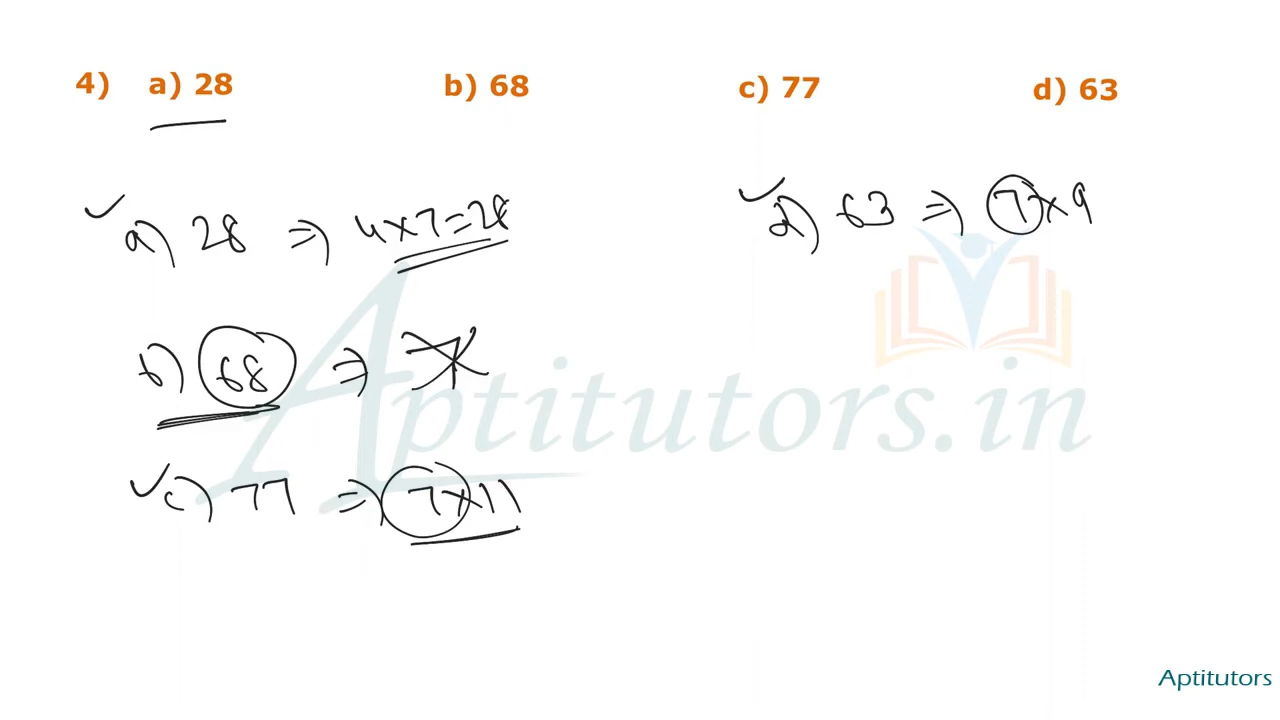 4) a) 28 b) 68 c) 77 d) 63
a) 28 ⇒ 4×7=28
b) 68 ⇒ 7
c) 77 ⇒ 7×11
d) 63 ⇒ 7×9
Aptitutors.in
Aptitutors